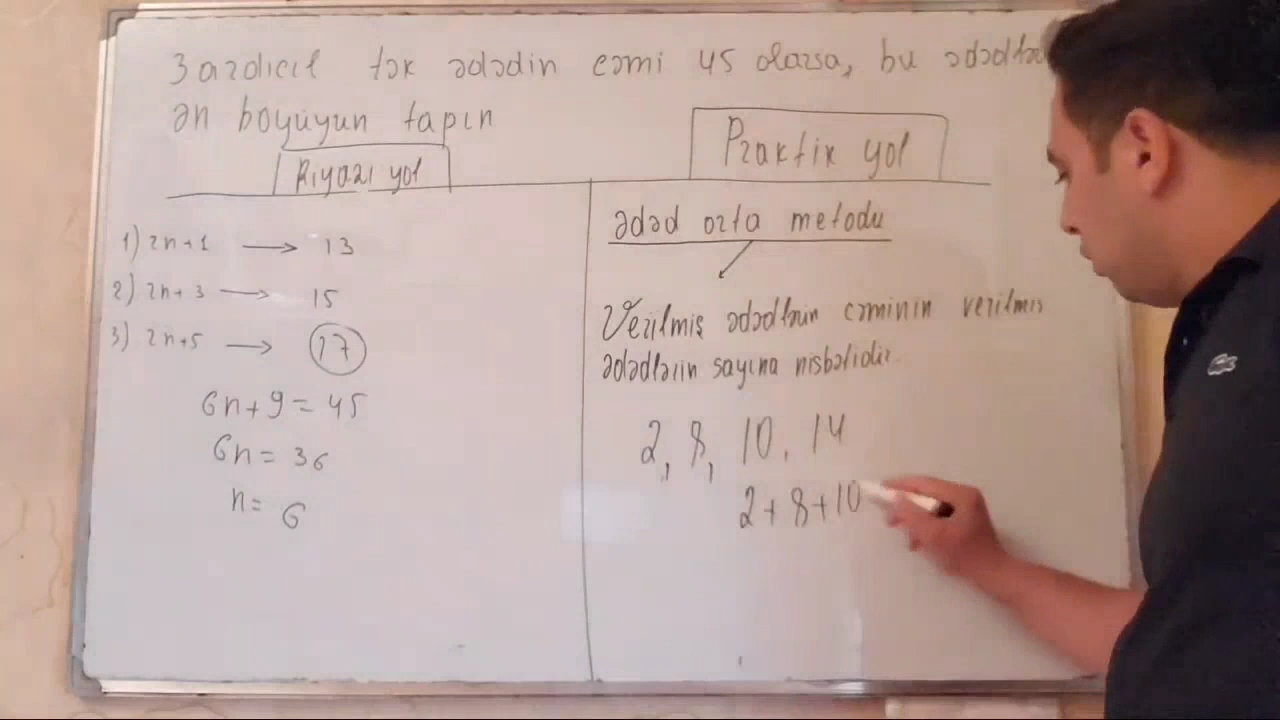 3 ardıcıl tək ədədin cəmi 45 olarsa, bu
ən böyüyün tapın
Riyazi yol
1) 2n+1 → 13
2) 2n+3 → 15
3) 2n+5 → 17
6n+9=45
6n=36
n=6
Praktik yol
ədəd orta metodu
Verilmiş ədədlərin cəminin verilmiş
ədədlərin sayına nisbətidir.
2, 8, 10, 14
2+8+10